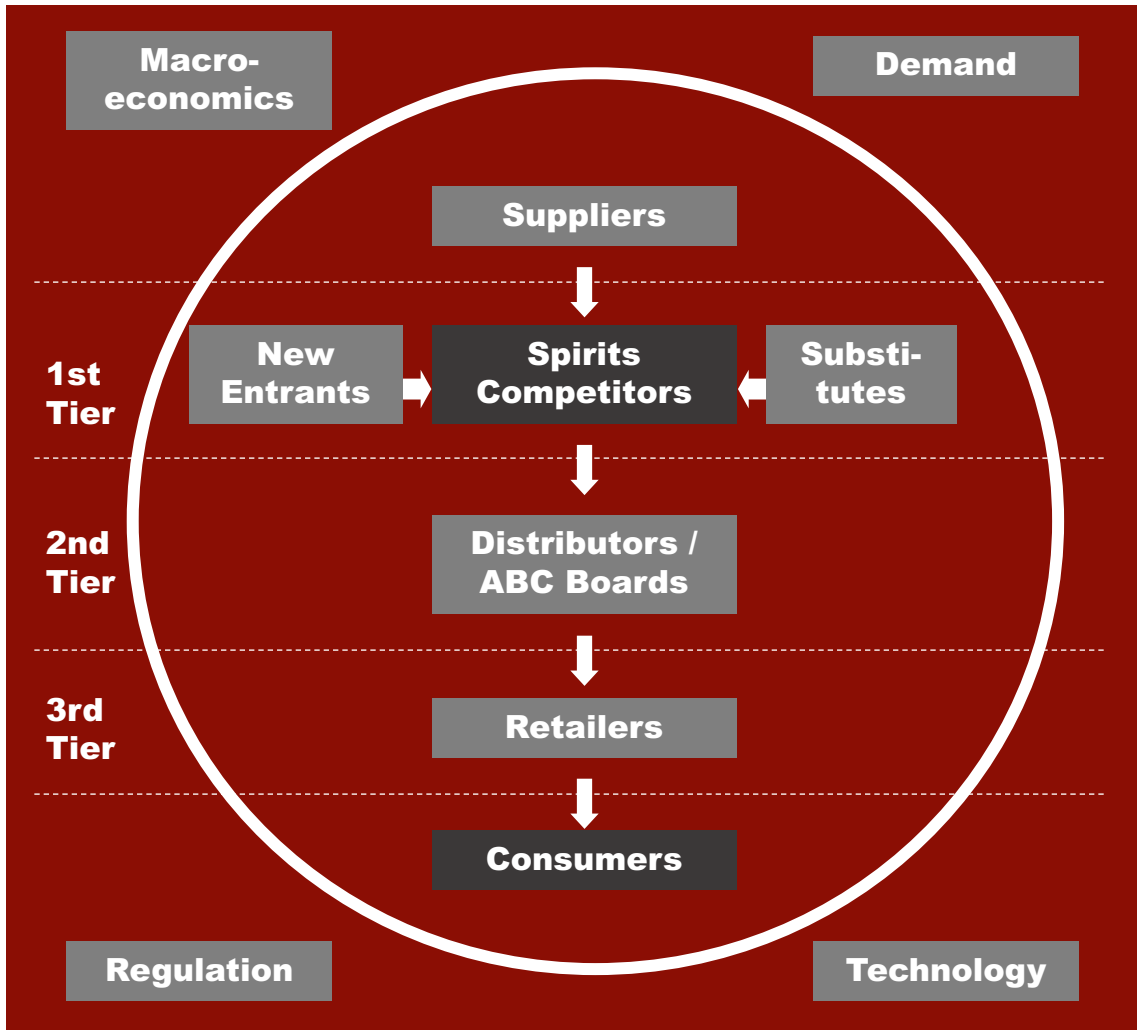 Macro-
economics
Demand
Suppliers
1st
Tier
New
Entrants
Spirits
Competitors
Substi-
tutes
2nd
Tier
Distributors /
ABC Boards
3rd
Tier
Retailers
Consumers
Regulation
Technology